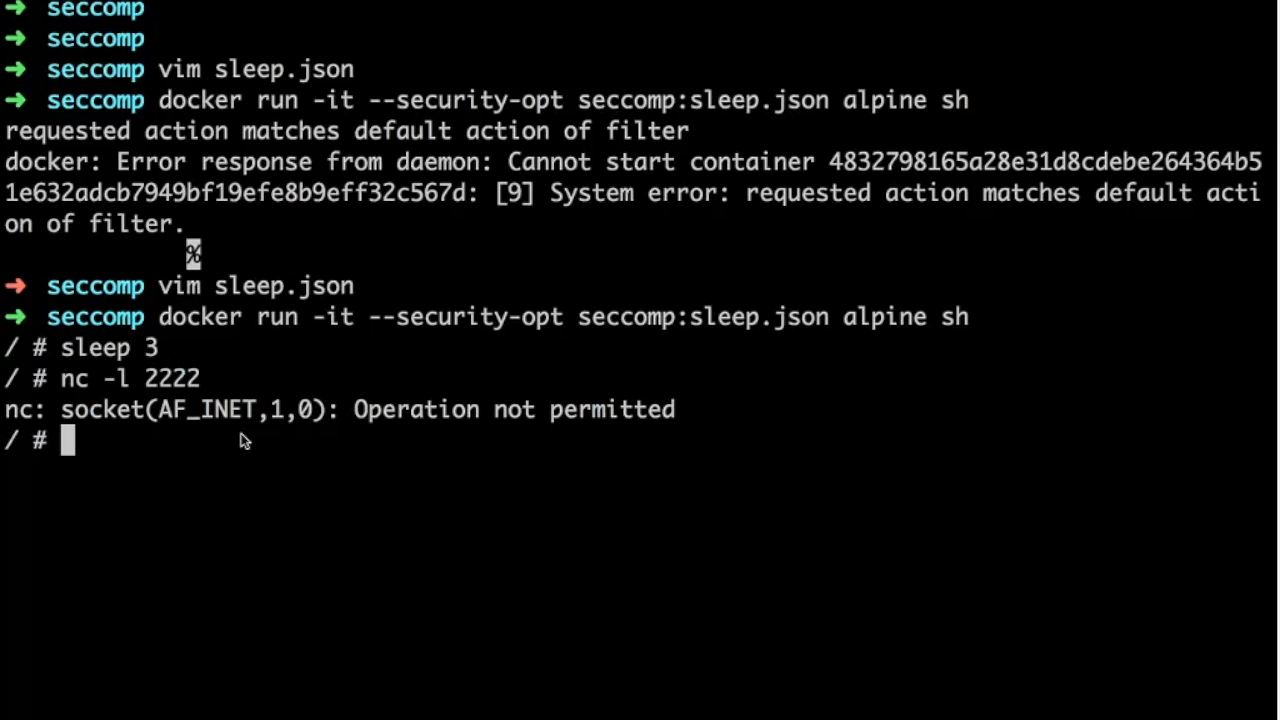 ➜ seccomp
➜ seccomp
➜ seccomp vim sleep.json
➜ seccomp docker run -it --security-opt seccomp:sleep.json alpine sh
requested action matches default action of filter
docker: Error response from daemon: Cannot start container 4832798165a28e31d8cdebe264364b5
1e632adcb7949bf19efe8b9eff32c567d: [9] System error: requested action matches default acti
on of filter.
%
➜ seccomp vim sleep.json
➜ seccomp docker run -it --security-opt seccomp:sleep.json alpine sh
/ # sleep 3
/ # nc -l 2222
nc: socket(AF_INET,1,0): Operation not permitted
/ #